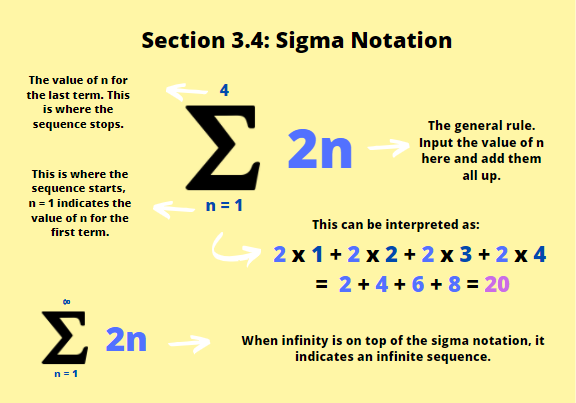 Section 3.4: Sigma Notation
The value of n for
the last term. This
is where the
sequence stops.
4
Σ 2n
n = 1
The general rule.
Input the value of n
here and add them
all up.
This is where the
sequence starts,
n = 1 indicates the
value of n for the
first term.
This can be interpreted as:
2 x 1 + 2 x 2 + 2 x 3 + 2 x 4
= 2 + 4 + 6 + 8 = 20
∞
Σ 2n
n = 1
When infinity is on top of the sigma notation, it
indicates an infinite sequence.